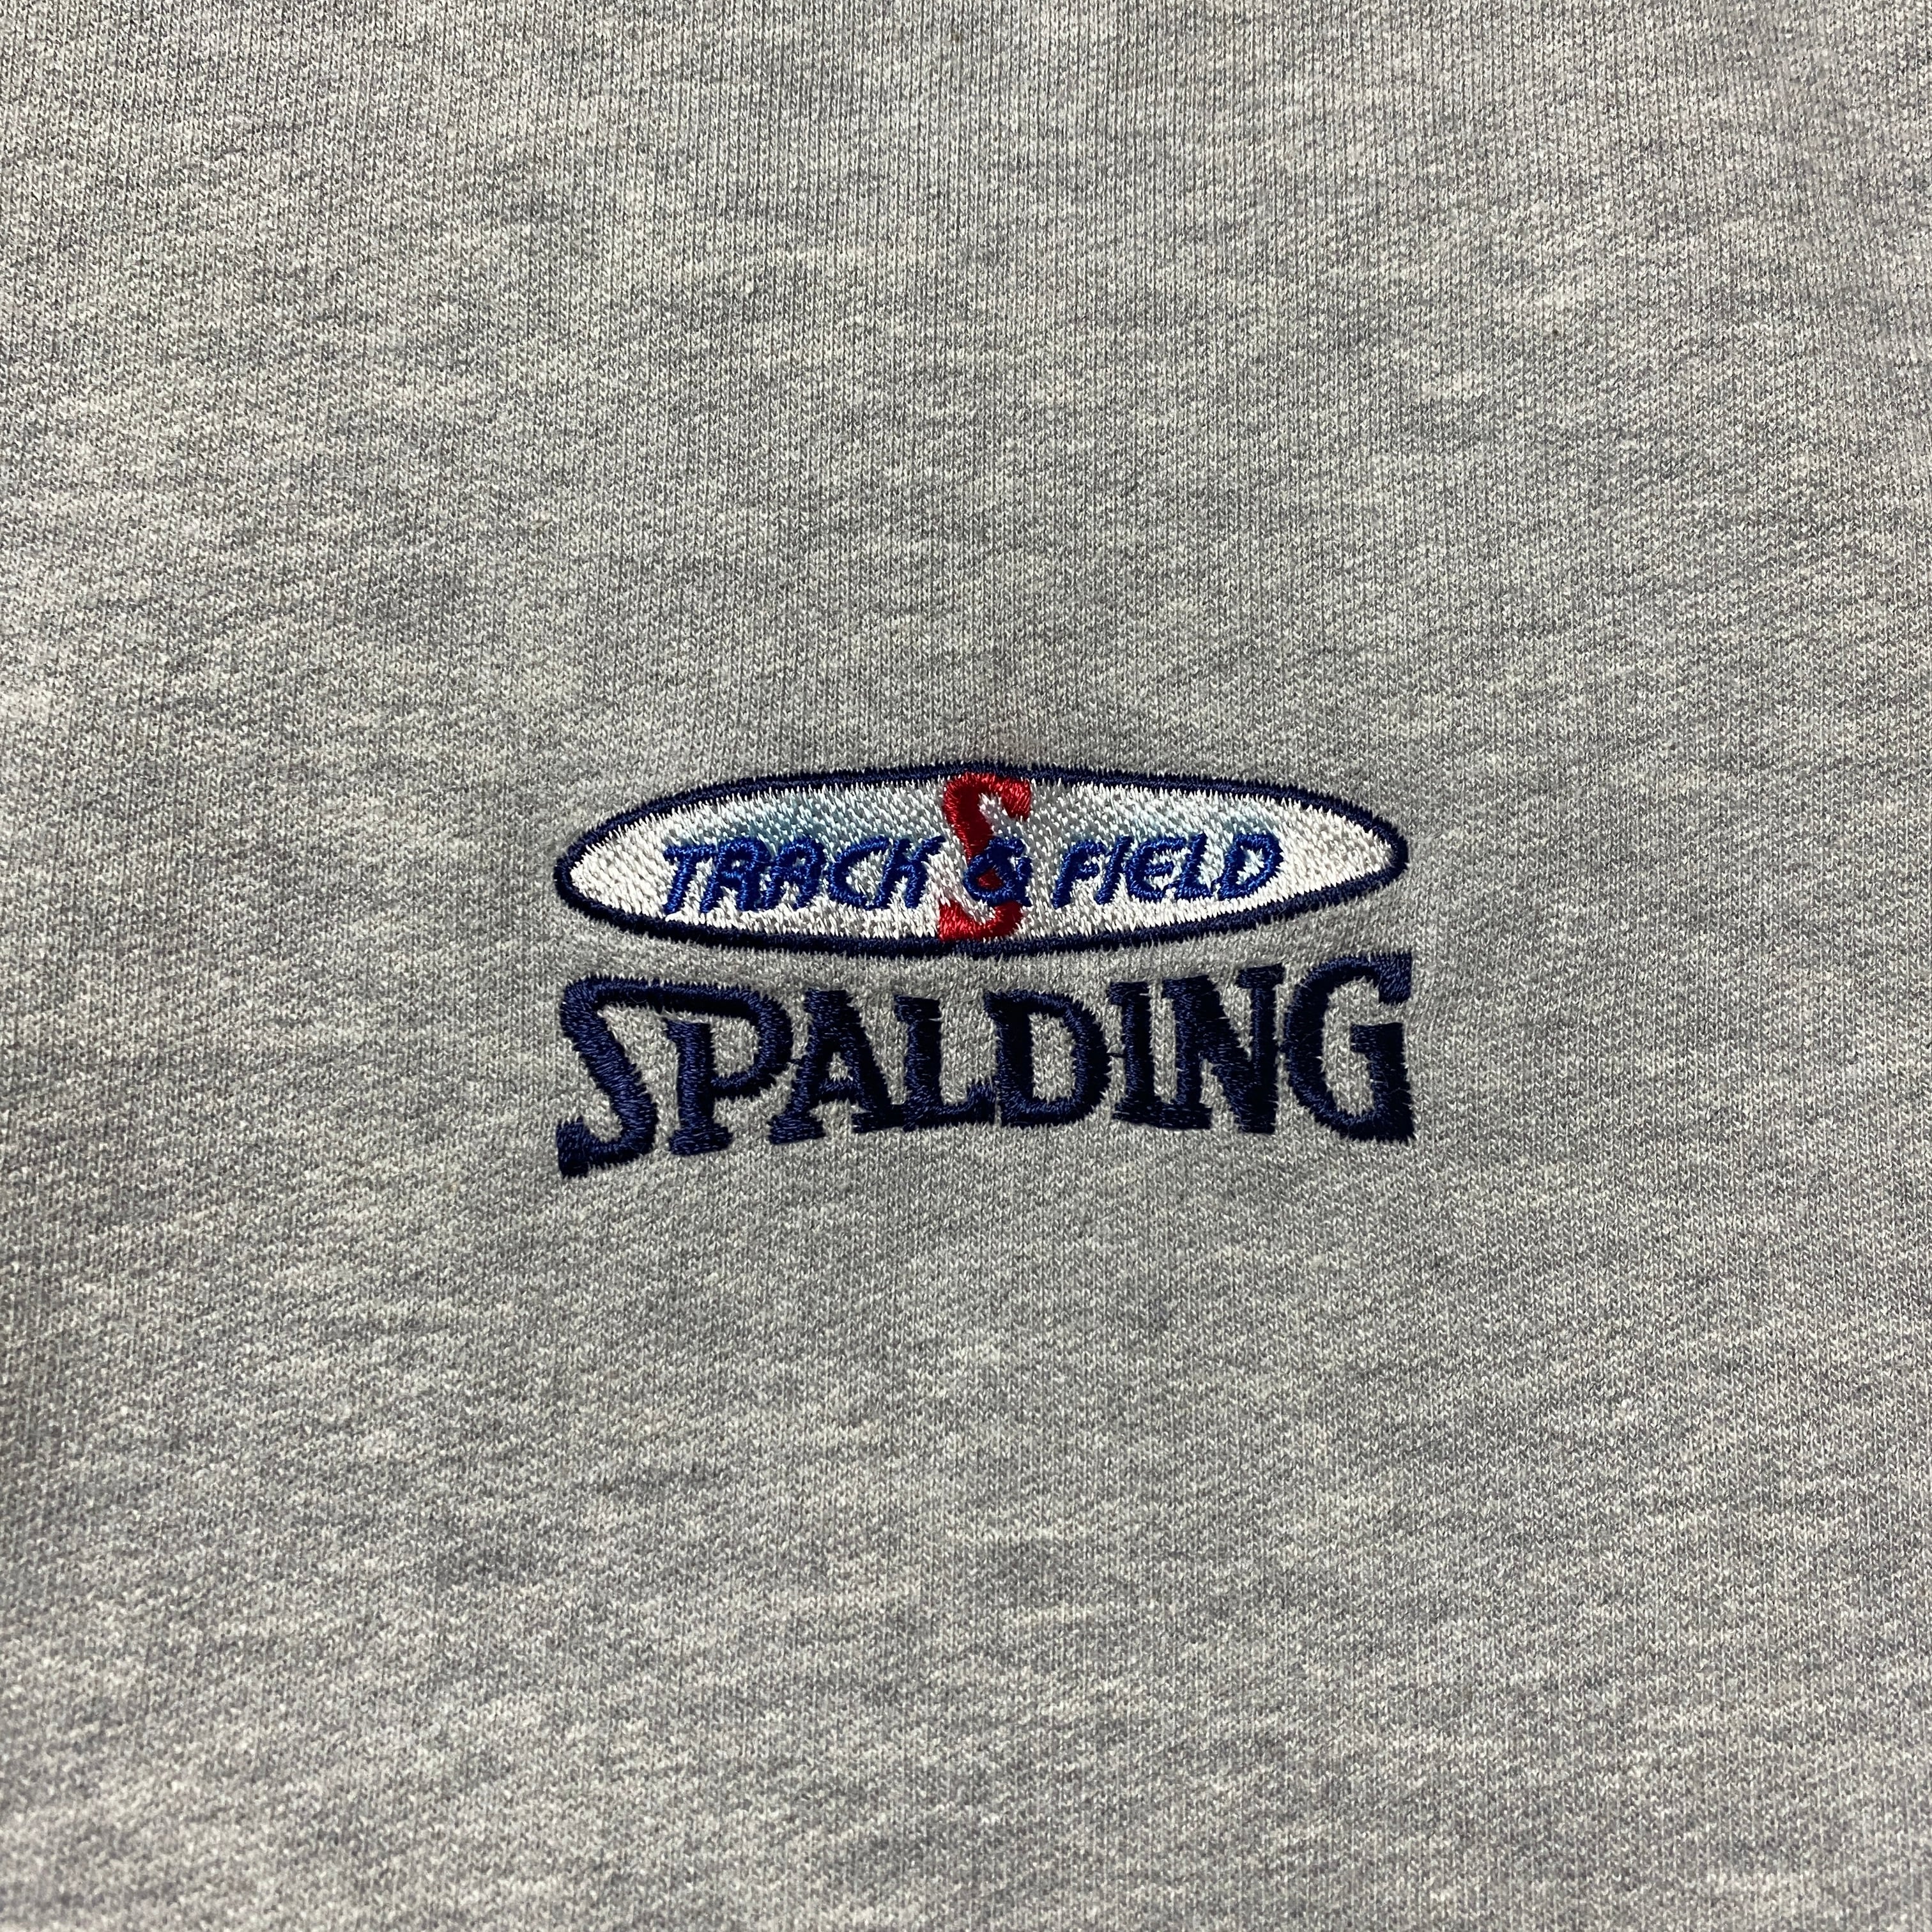 S
TRACK & FIELD
SPALDING